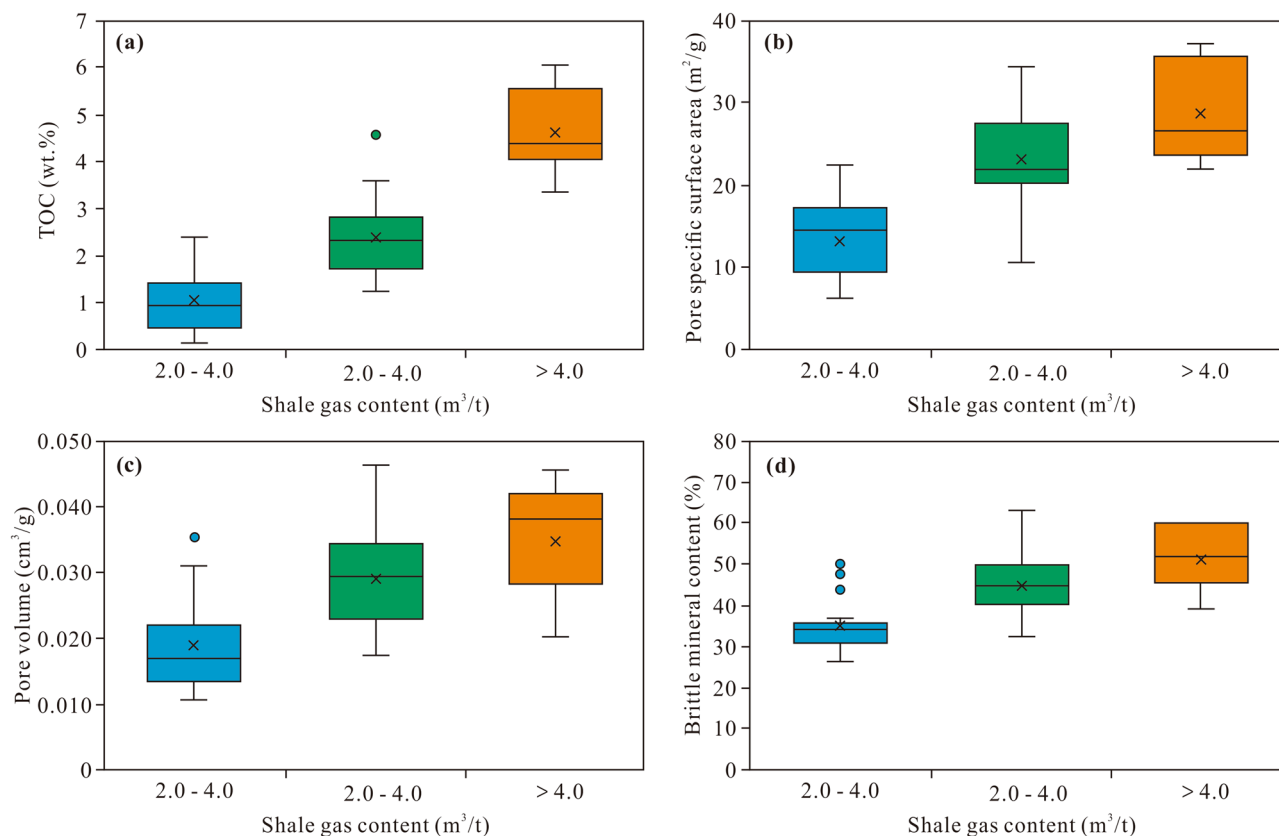 (a)
TOC (wt.%)
7
6
5
4
3
2
1
0
2.0 - 4.0 2.0 - 4.0 > 4.0
Shale gas content (m³/t)
(b)
Pore specific surface area (m²/g)
40
30
20
10
0
2.0 - 4.0 2.0 - 4.0 > 4.0
Shale gas content (m³/t)
(c)
Pore volume (cm³/g)
0.050
0.040
0.030
0.020
0.010
0
2.0 - 4.0 2.0 - 4.0 > 4.0
Shale gas content (m³/t)
(d)
Brittle mineral content (%)
80
70
60
50
40
30
20
10
0
2.0 - 4.0 2.0 - 4.0 > 4.0
Shale gas content (m³/t)